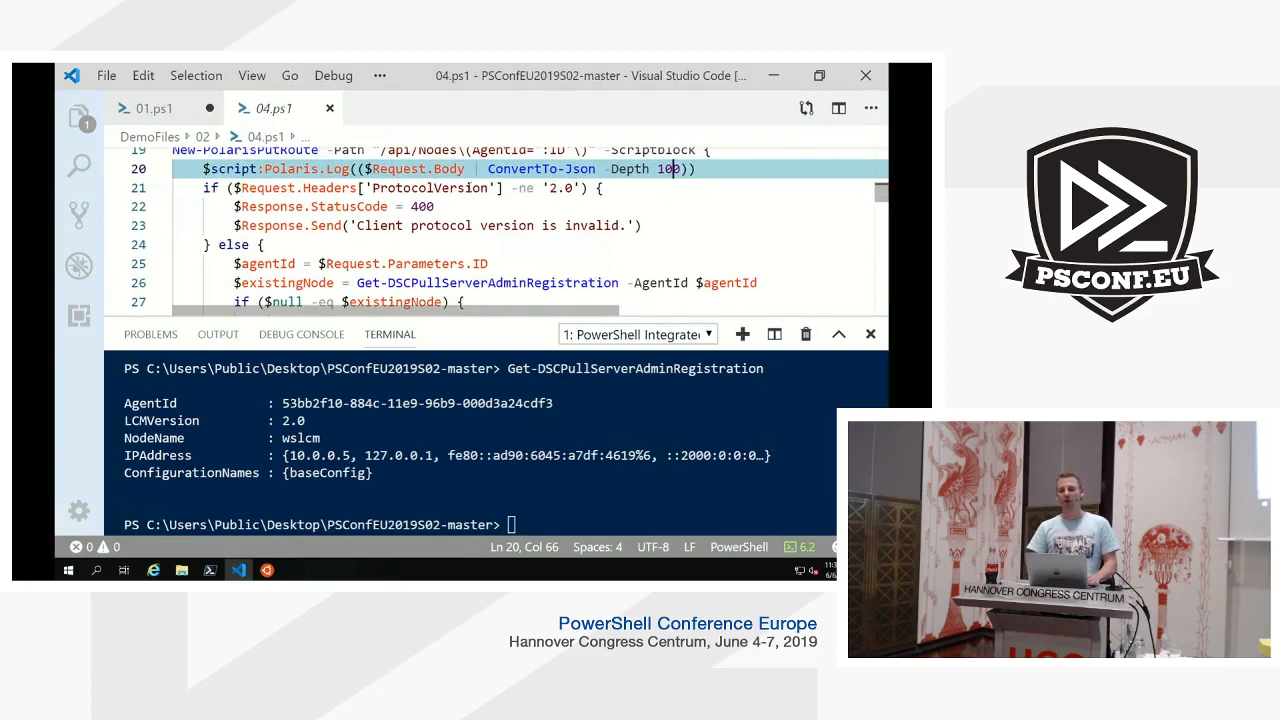 File Edit Selection View Go Debug ••• 04.ps1 - PSConfEU2019S02-master - Visual Studio Code [...
01.ps1 04.ps1
1
DemoFiles 02 04.ps1 ...
19 New-PolarisPutRoute -Path "/api/Nodes\(AgentId=':ID'\)" -Scriptblock {
20 $script:Polaris.Log(($Request.Body | ConvertTo-Json -Depth 100))
21 if ($Request.Headers['ProtocolVersion'] -ne '2.0') {
22 $Response.StatusCode = 400
23 $Response.Send('Client protocol version is invalid.')
24 } else {
25 $agentId = $Request.Parameters.ID
26 $existingNode = Get-DSCPullServerAdminRegistration -AgentId $agentId
27 if ($null -eq $existingNode) {
PROBLEMS OUTPUT DEBUG CONSOLE TERMINAL 1: PowerShell Integrate
PS C:\Users\Public\Desktop\PSConfEU2019S02-master> Get-DSCPullServerAdminRegistration
AgentId : 53bb2f10-884c-11e9-96b9-000d3a24cdf3
LCMVersion : 2.0
NodeName : wslcm
IPAddress : {10.0.0.5, 127.0.0.1, fe80::ad90:6045:a7df:4619%6, ::2000:0:0:0…}
ConfigurationNames : {baseConfig}
PS C:\Users\Public\Desktop\PSConfEU2019S02-master>
0 0 Ln 20, Col 66 Spaces: 4 UTF-8 LF PowerShell 6.2
PSCONF.EU
HANNOVER CONGRESS CENTRUM
PowerShell Conference Europe
Hannover Congress Centrum, June 4-7, 2019